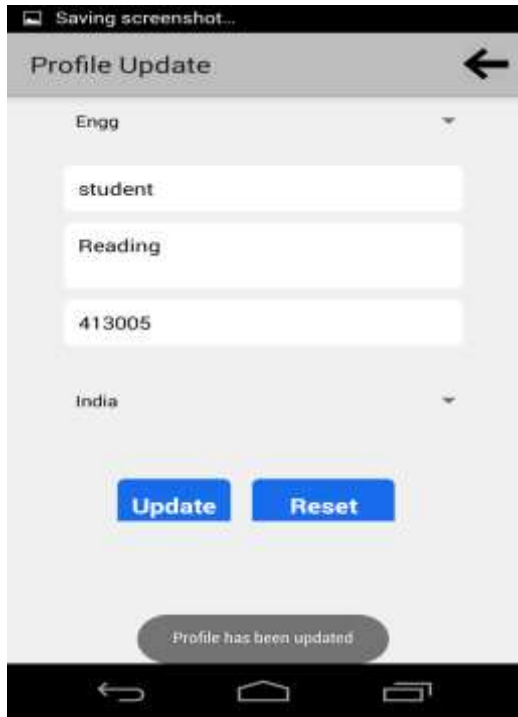 Saving screenshot...
Profile Update
Engg
student
Reading
413005
India
Update Reset
Profile has been updated